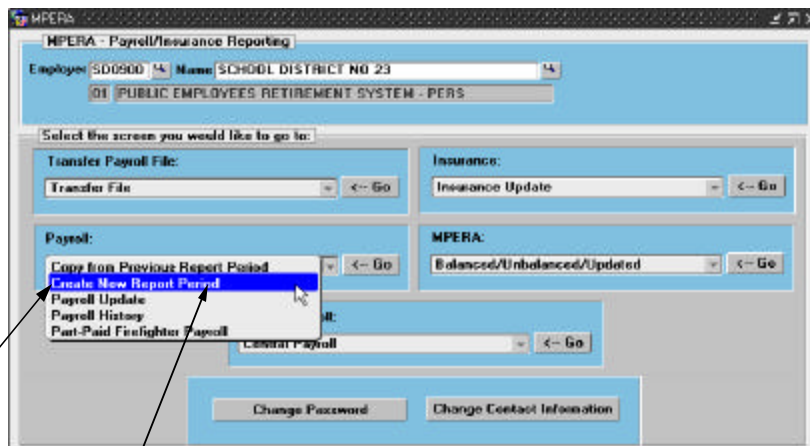 MPERA
MPERA - Payroll/Insurance Reporting
Employer SD0900 Name SCHOOL DISTRICT NO 23
01 PUBLIC EMPLOYEES RETIREMENT SYSTEM - PERS
Select the screen you would like to go to:
Transfer Payroll File:
Transfer File <-- Go
Insurance:
Insurance Update <-- Go
Payroll:
Copy from Previous Report Period <-- Go
Create New Report Period
Payroll Update
Payroll History
Part-Paid Firefighter Payroll
MPERA:
Balanced/Unbalanced/Updated <-- Go
Central Payroll <-- Go
Change Password
Change Contact Information